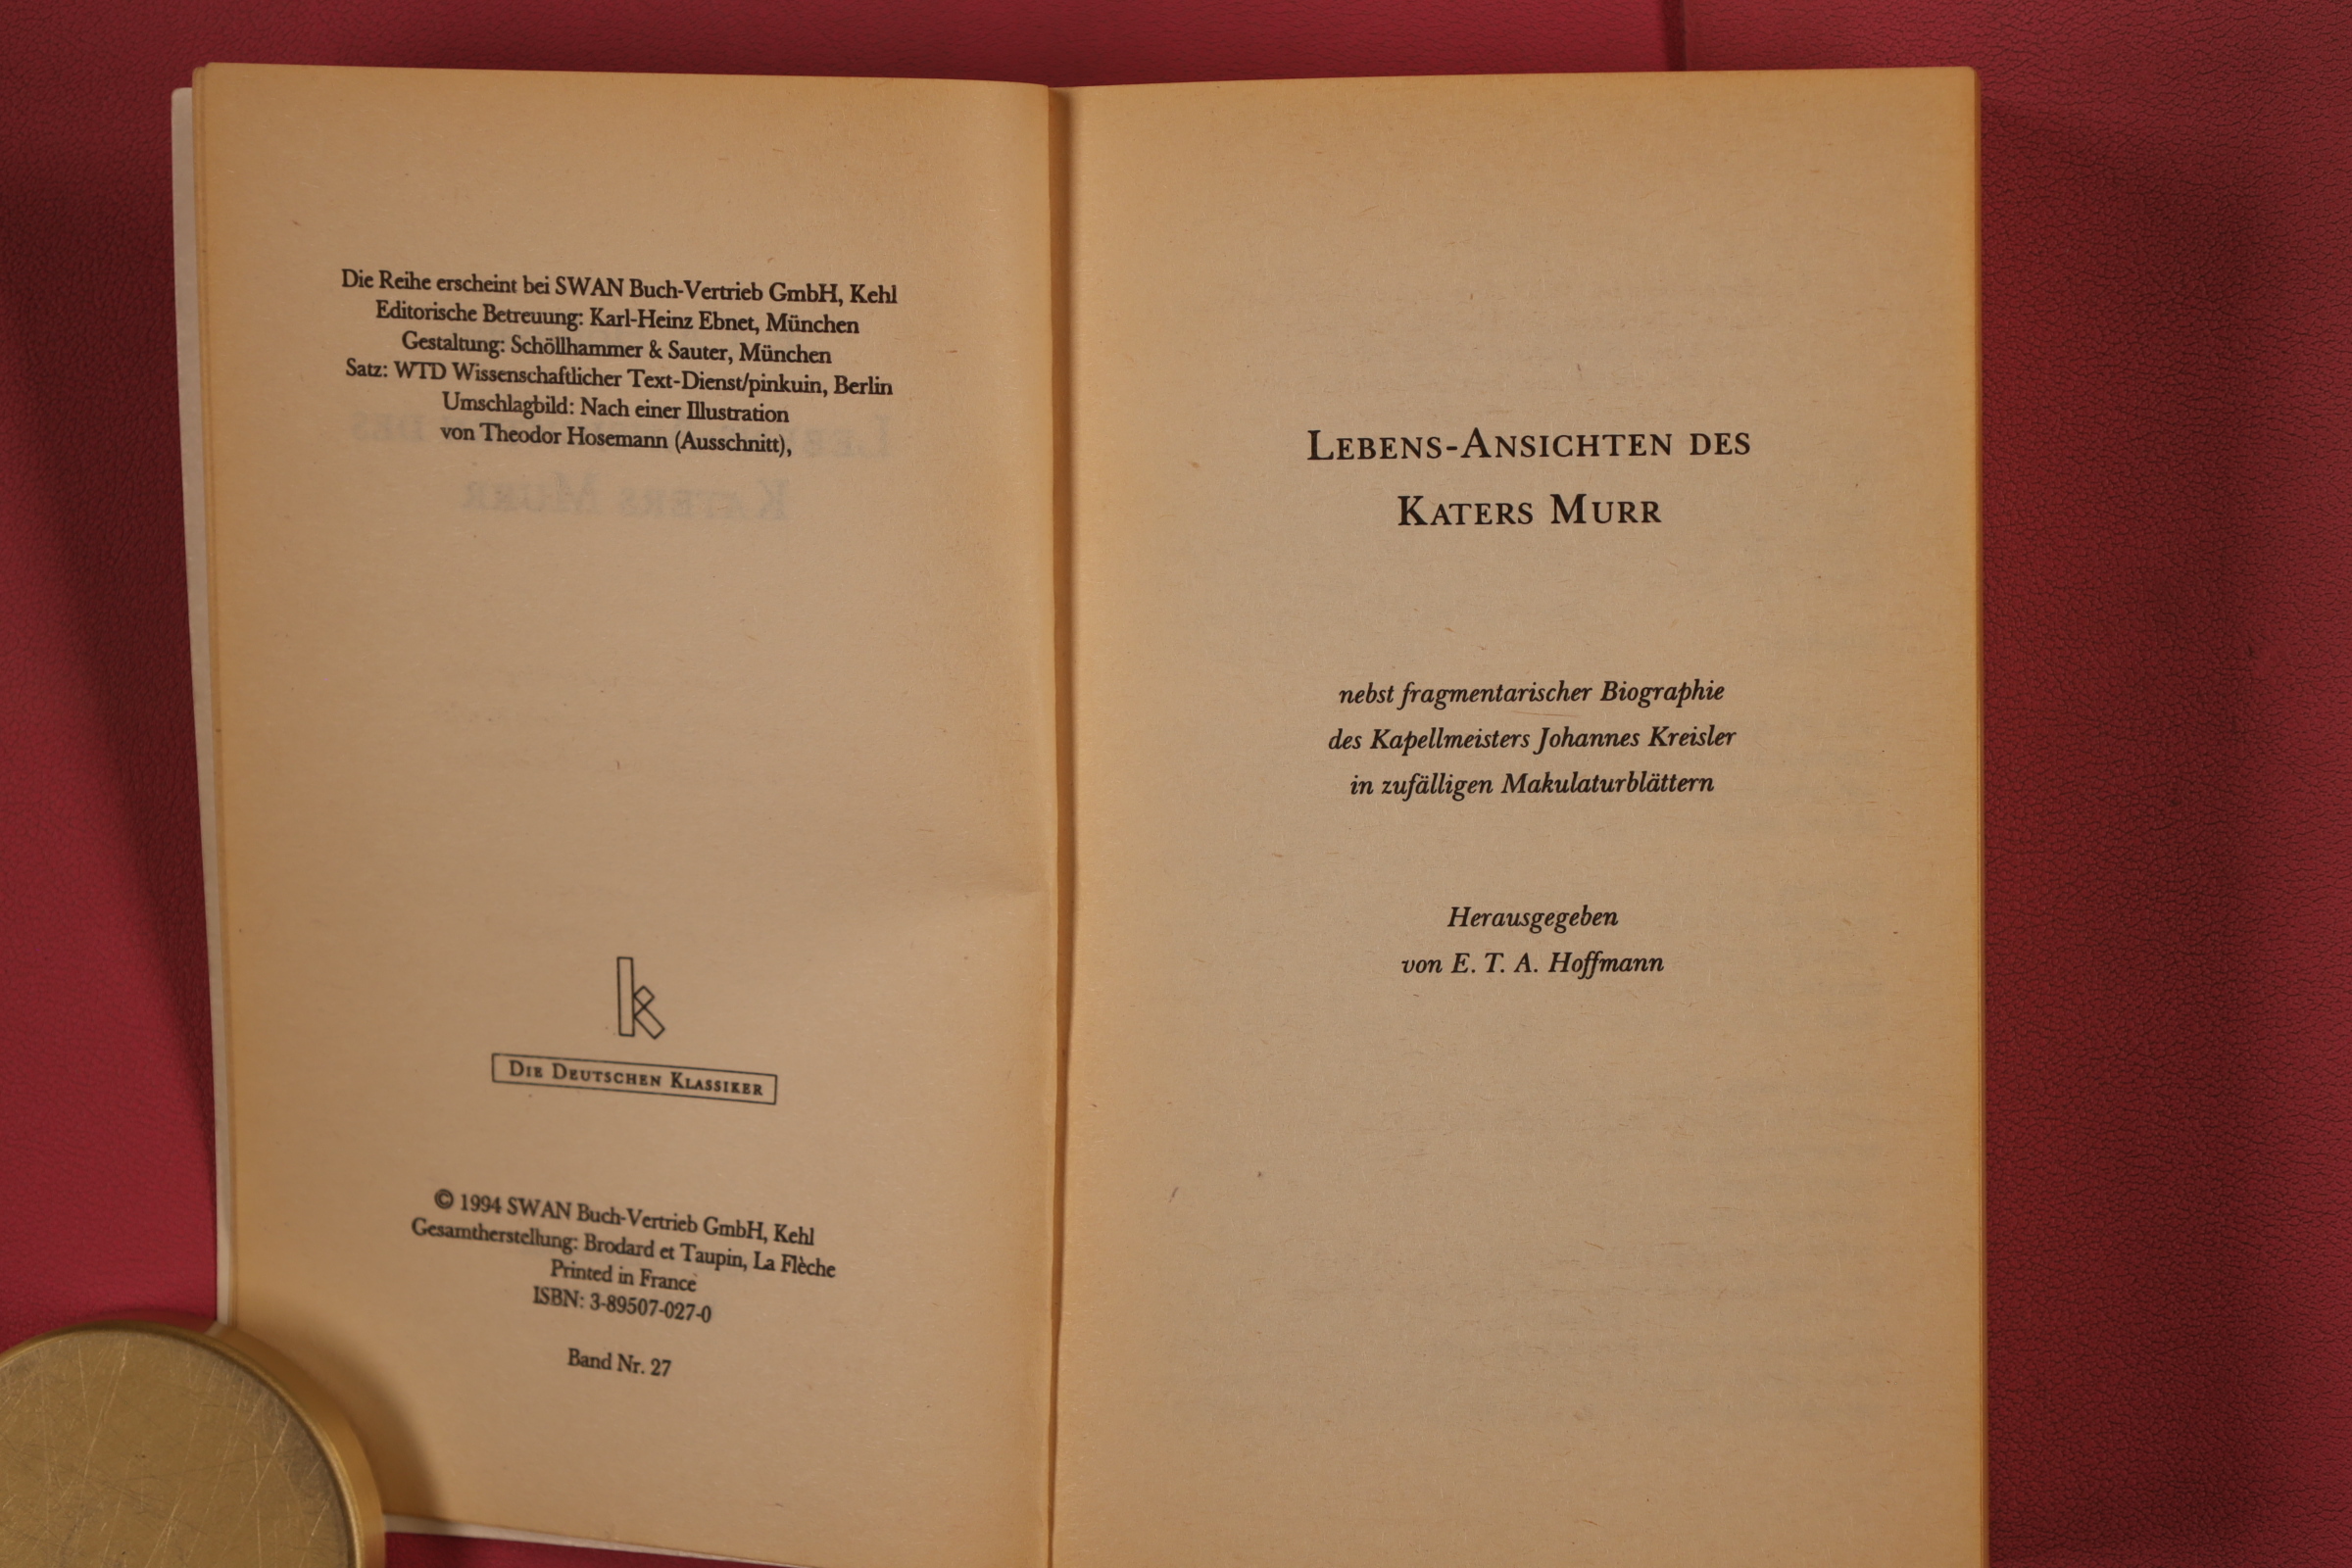 Die Reihe erscheint bei SWAN Buch-Vertrieb GmbH, Kehl
Editorische Betreuung: Karl-Heinz Ebnet, München
Gestaltung: Schöllhammer & Sauter, München
Satz: WTD Wissenschaftlicher Text-Dienst/pinkuin, Berlin
Umschlagbild: Nach einer Illustration
von Theodor Hosemann (Ausschnitt),
k
DIE DEUTSCHEN KLASSIKER
© 1994 SWAN Buch-Vertrieb GmbH, Kehl
Gesamtherstellung: Brodard et Taupin, La Flèche
Printed in France
ISBN: 3-89507-027-0
Band Nr. 27
LEBENS-ANSICHTEN DES
KATERS MURR
nebst fragmentarischer Biographie
des Kapellmeisters Johannes Kreisler
in zufälligen Makulaturblättern
Herausgegeben
von E. T. A. Hoffmann